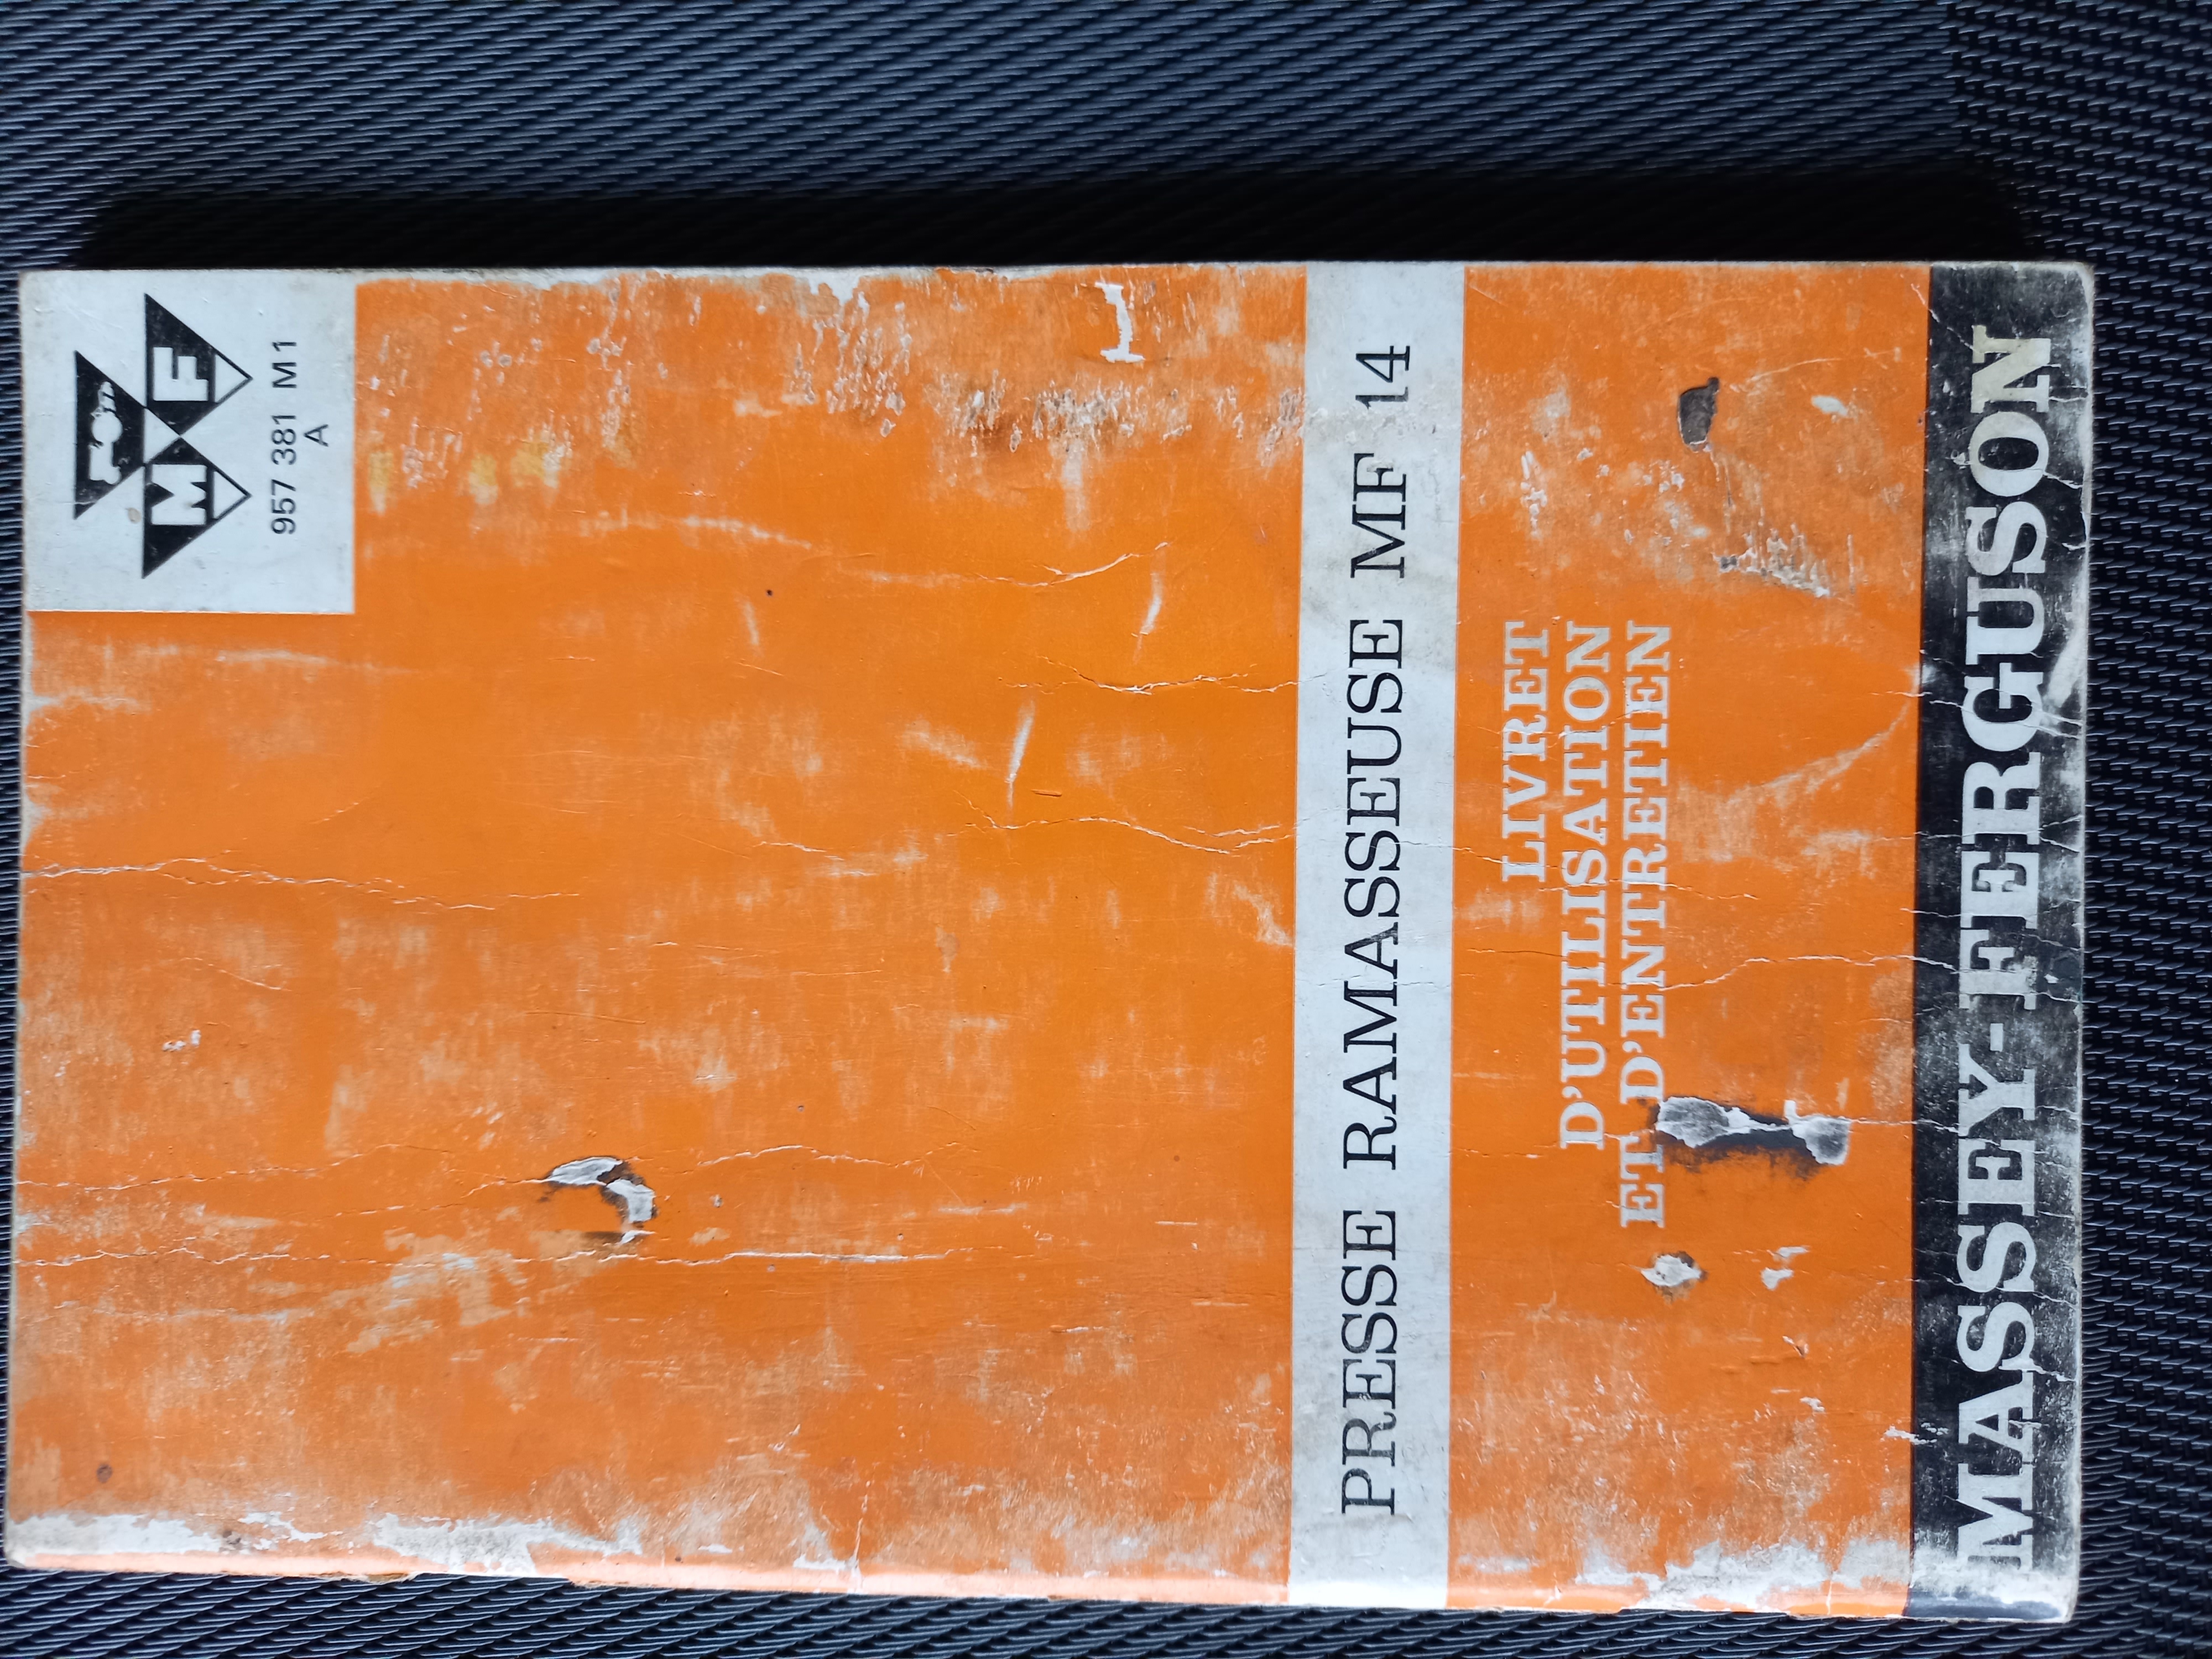 MF
957 381 M1
A
PRESSE RAMASSEUSE MF 14
LIVRET
D'UTILISATION
ET D'ENTRETIEN
MASSEY-FERGUSON